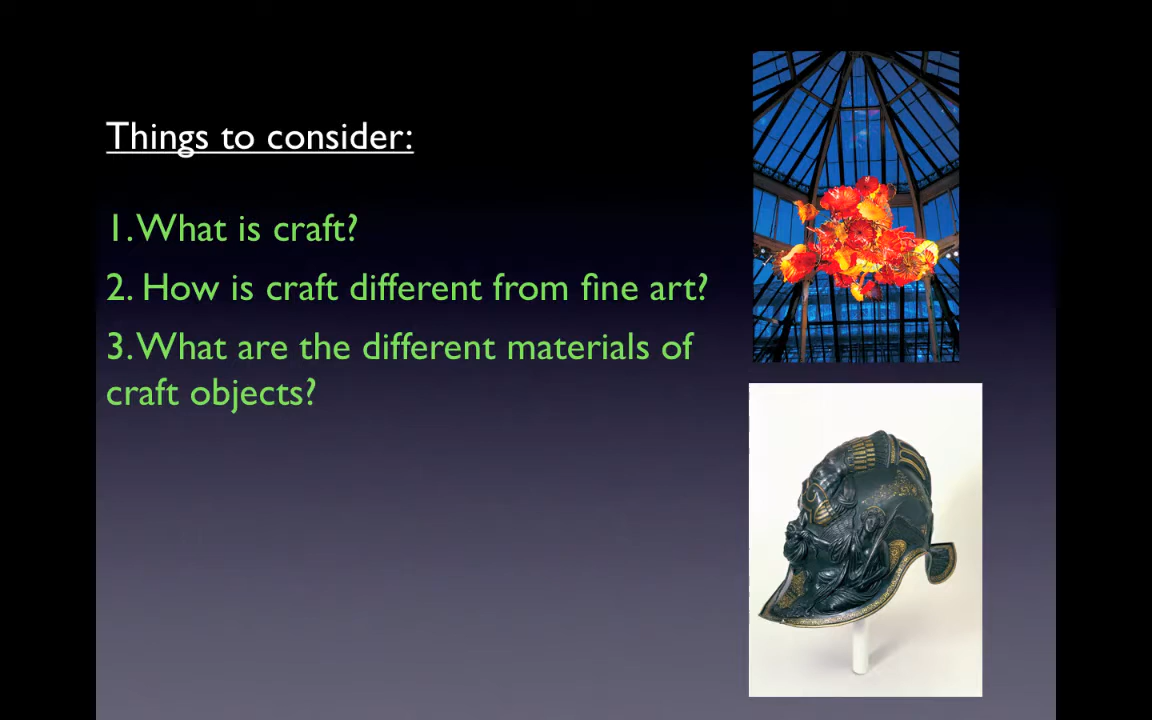 Things to consider:
1. What is craft?
2. How is craft different from fine art?
3. What are the different materials of
craft objects?